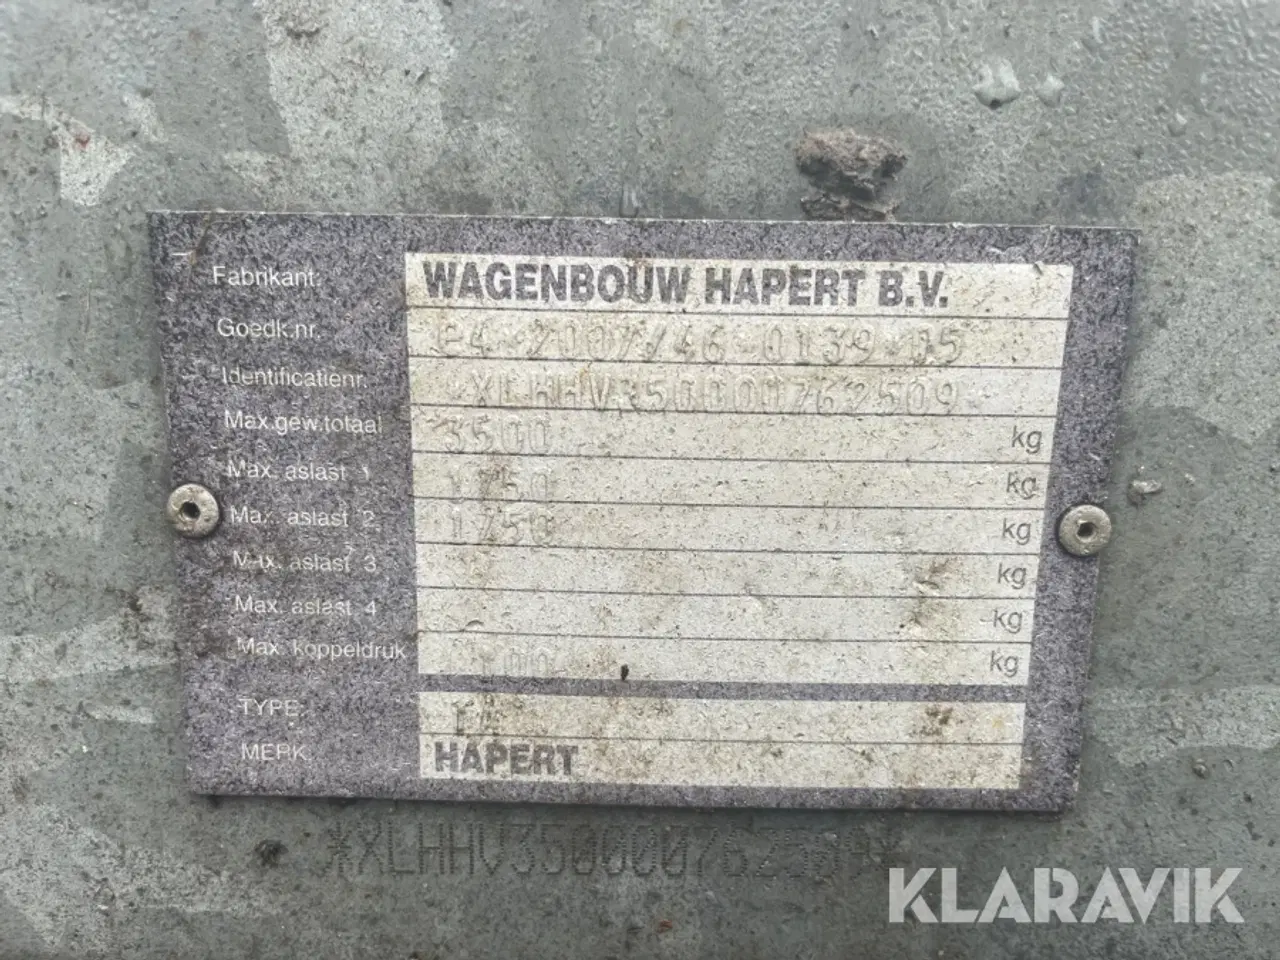 Fabrikant: WAGENBOUW HAPERT B.V.
Goedk.nr. e4-2007/46-0139-05
Identificatienr. XLHHV350000762509
Max.gew.totaal 3500 kg
Max. aslast 1 1750 kg
Max. aslast 2 1750 kg
Max. aslast 3 kg
Max. aslast 4 kg
Max. koppeldruk 100 kg
TYPE:
MERK HAPERT
*XLHHV350000762509*
KLARAVIK